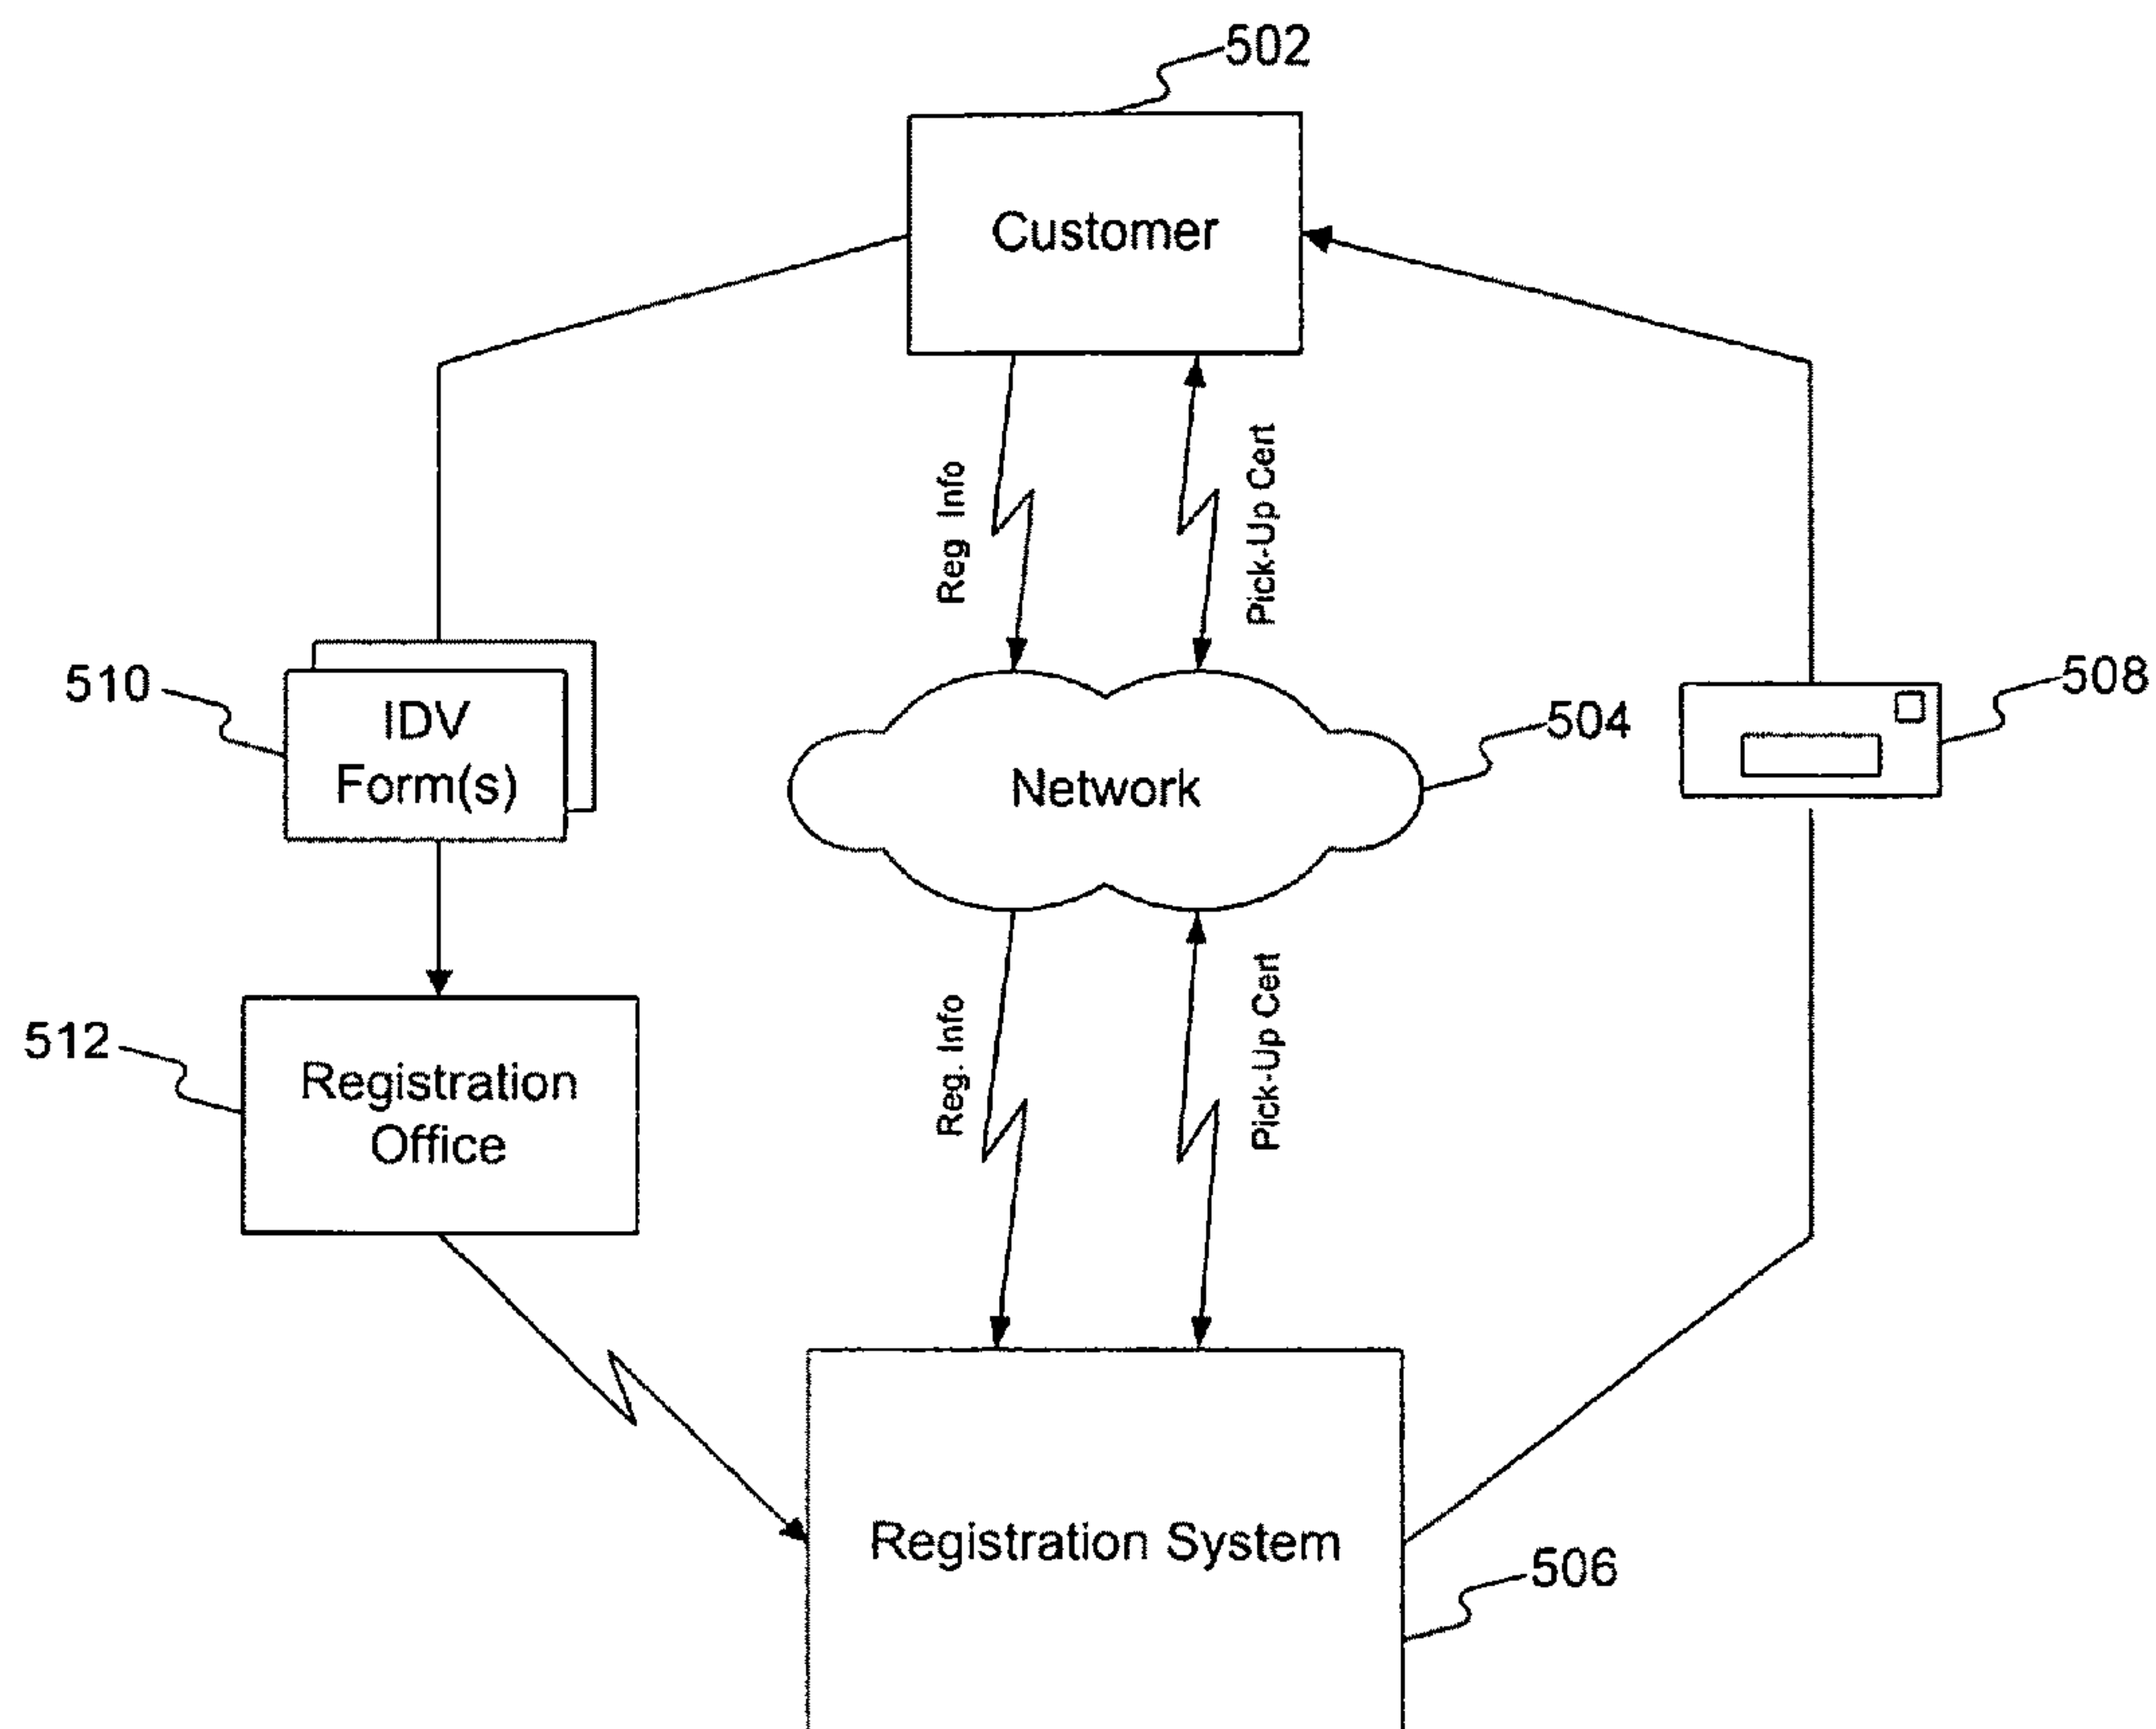 502
Customer
Reg Info
Pick-Up Cert
510
IDV
Form(s)
Network
504
508
512
Registration
Office
Reg. Info
Pick-Up Cert
Registration System
506